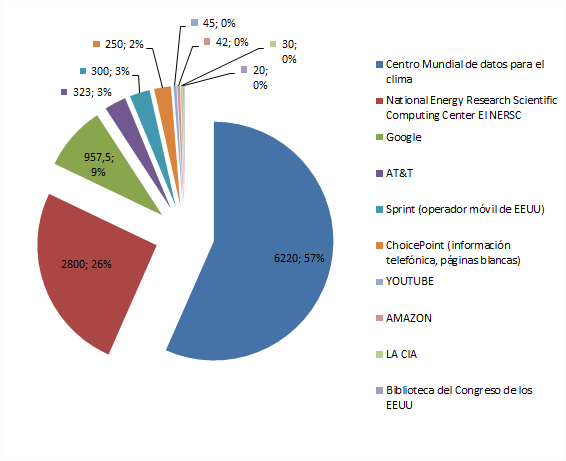 45; 0%
250; 2%
42; 0%
30;
0%
300; 3%
20;
0%
323; 3%
957,5;
9%
2800; 26%
6220; 57%
Centro Mundial de datos para el
clima
National Energy Research Scientific
Computing Center El NERSC
Google
AT&T
Sprint (operador móvil de EEUU)
ChoicePoint (información
telefónica, páginas blancas)
YOUTUBE
AMAZON
LA CIA
Biblioteca del Congreso de los
EEUU